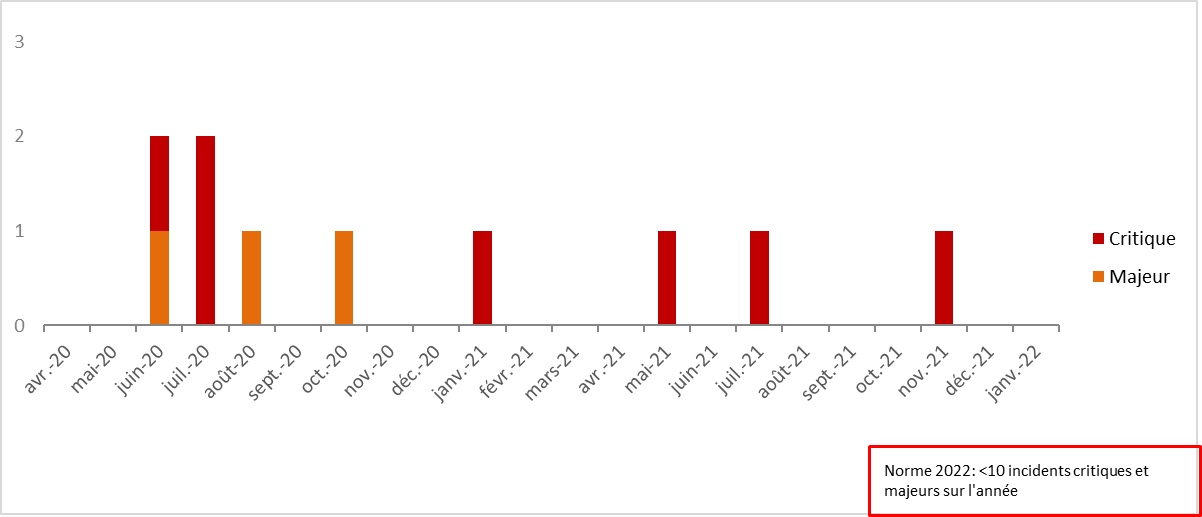 3
2
1
0
avr.-20
mai-20
juin-20
juil.-20
août-20
sept.-20
oct.-20
nov.-20
déc.-20
janv.-21
févr.-21
mars-21
avr.-21
mai-21
juin-21
juil.-21
août-21
sept.-21
oct.-21
nov.-21
déc.-21
janv.-22
Critique
Majeur
Norme 2022: <10 incidents critiques et
majeurs sur l'année